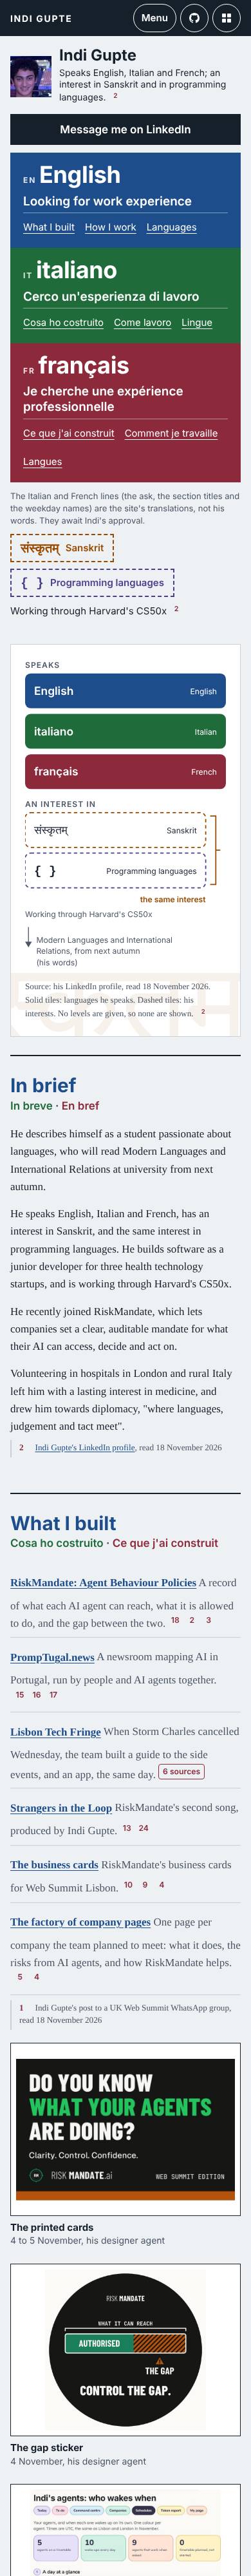 INDI GUPTE
Menu
Indi Gupte
Speaks English, Italian and French; an
interest in Sanskrit and in programming
languages. 2
Message me on LinkedIn
EN English
Looking for work experience
What I built How I work Languages
IT italiano
Cerco un'esperienza di lavoro
Cosa ho costruito Come lavoro Lingue
FR français
Je cherche une expérience
professionnelle
Ce que j'ai construit Comment je travaille
Langues
The Italian and French lines (the ask, the section titles and
the weekday names) are the site's translations, not his
words. They await Indi's approval.
संस्कृतम् Sanskrit
{ } Programming languages
Working through Harvard's CS50x 2
SPEAKS
English English
italiano Italian
français French
AN INTEREST IN
संस्कृतम् Sanskrit
{ } Programming languages
the same interest
Working through Harvard's CS50x
Modern Languages and International
Relations, from next autumn
(his words)
Source: his LinkedIn profile, read 18 November 2026.
Solid tiles: languages he speaks. Dashed tiles: his
interests. No levels are given, so none are shown. 2
In brief
In breve · En bref
He describes himself as a student passionate about
languages, who will read Modern Languages and
International Relations at university from next
autumn.
He speaks English, Italian and French, has an
interest in Sanskrit, and the same interest in
programming languages. He builds software as a
junior developer for three health technology
startups, and is working through Harvard's CS50x.
He recently joined RiskMandate, which lets
companies set a clear, auditable mandate for what
their AI can access, decide and act on.
Volunteering in hospitals in London and rural Italy
left him with a lasting interest in medicine, and
drew him towards diplomacy, "where languages,
judgement and tact meet".
2 Indi Gupte's LinkedIn profile, read 18 November 2026
What I built
Cosa ho costruito · Ce que j'ai construit
RiskMandate: Agent Behaviour Policies A record
of what each AI agent can reach, what it is allowed
to do, and the gap between the two. 18 2 3
PrompTugal.news A newsroom mapping AI in
Portugal, run by people and AI agents together.
15 16 17
Lisbon Tech Fringe When Storm Charles cancelled
Wednesday, the team built a guide to the side
events, and an app, the same day. 6 sources
Strangers in the Loop RiskMandate's second song,
produced by Indi Gupte. 13 24
The business cards RiskMandate's business cards
for Web Summit Lisbon. 10 9 4
The factory of company pages One page per
company the team planned to meet: what it does, the
risks from AI agents, and how RiskMandate helps.
5 4
1 Indi Gupte's post to a UK Web Summit WhatsApp group,
read 18 November 2026
DO YOU KNOW
WHAT YOUR AGENTS
ARE DOING?
Clarity. Control. Confidence.
RISK MANDATE.ai WEB SUMMIT EDITION
The printed cards
4 to 5 November, his designer agent
RISK MANDATE
WHAT IT CAN REACH
AUTHORISED
THE GAP
CONTROL THE GAP.
The gap sticker
4 November, his designer agent
Indi's agents: who wakes when
5 10 9 0
A day at a glance